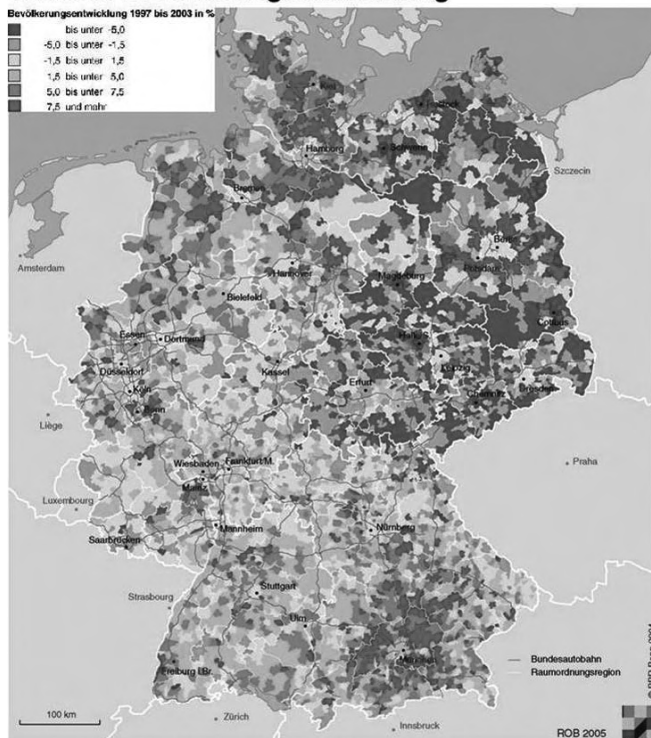 Bevölkerungsentwicklung 1997 bis 2003 in %
bis unter -5,0
-5,0 bis unter -1,5
-1,5 bis unter 1,5
1,5 bis unter 5,0
5,0 bis unter 7,5
7,5 und mehr
Kiel
Rostock
Hamburg
Schwerin
Szczecin
Bremen
Berlin
Amsterdam
Hannover
Potsdam
Magdeburg
Bielefeld
Cottbus
Essen
Dortmund
Halle/S.
Leipzig
Düsseldorf
Kassel
Erfurt
Dresden
Köln
Chemnitz
Bonn
Liège
Wiesbaden
Frankfurt/M.
Praha
Mainz
Luxembourg
Mannheim
Nürnberg
Saarbrücken
Stuttgart
Strasbourg
Ulm
München
Freiburg i.Br.
Bundesautobahn
Raumordnungsregion
100 km
Zürich
Innsbruck
ROB 2005